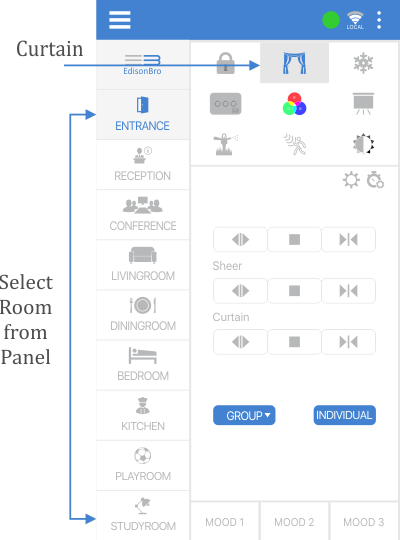 LOCAL
Curtain
EdisonBro
ENTRANCE
RECEPTION
CONFERENCE
LIVINGROOM
DININGROOM
BEDROOM
KITCHEN
PLAYROOM
STUDYROOM
Select
Room
from
Panel
Sheer
Curtain
GROUP
INDIVIDUAL
MOOD 1
MOOD 2
MOOD 3